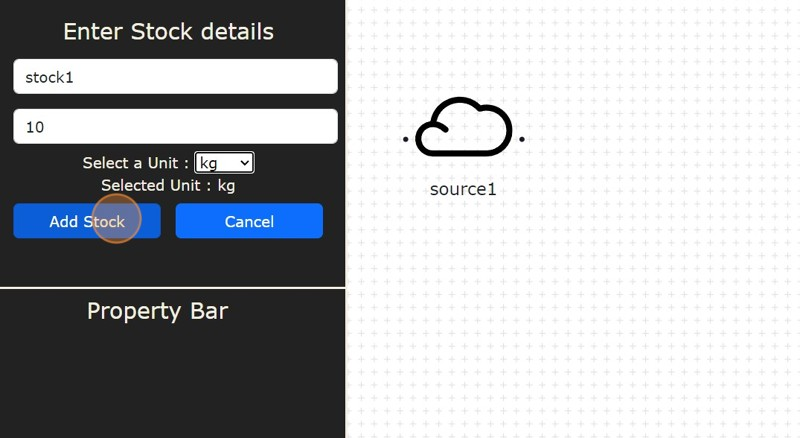 Enter Stock details
stock1
10
Select a Unit : kg
Selected Unit : kg
Add Stock Cancel
Property Bar
source1